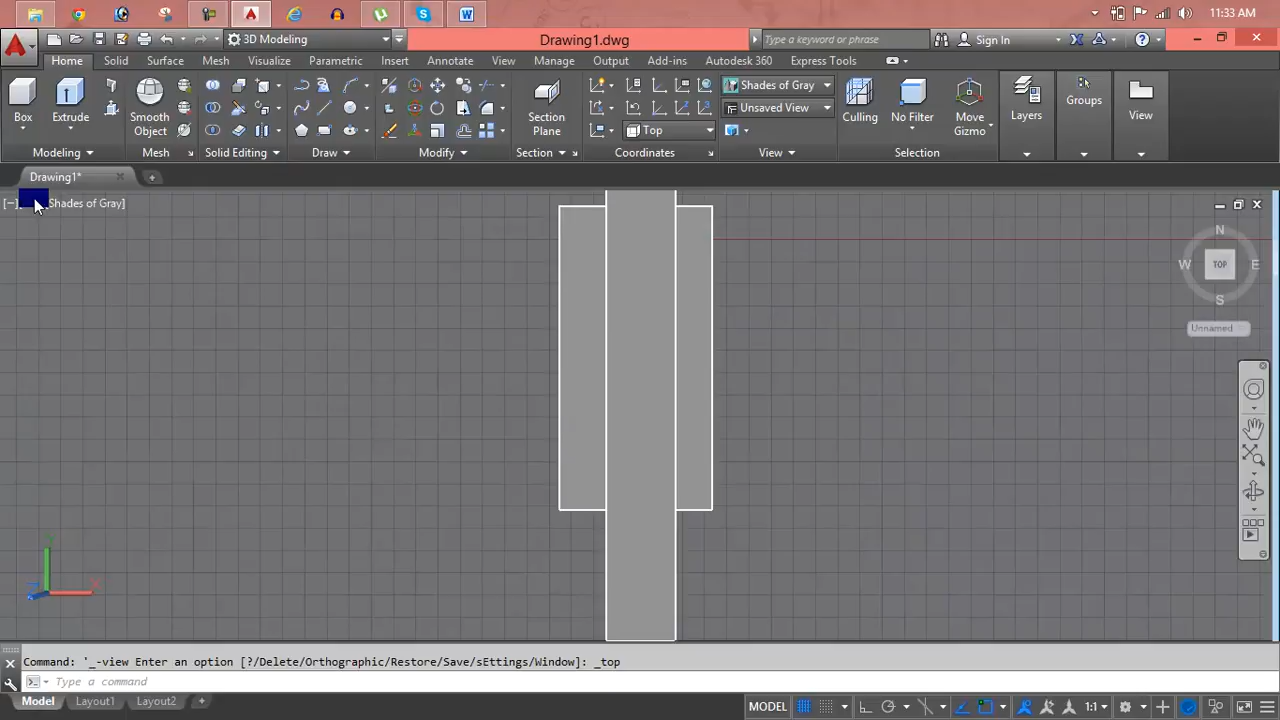 11:33 AM
3D Modeling
Drawing1.dwg
Type a keyword or phrase
Sign In
Home Solid Surface Mesh Visualize Parametric Insert Annotate View Manage Output Add-ins Autodesk 360 Express Tools
Box
Extrude
Smooth
Object
Section
Plane
Shades of Gray
Unsaved View
Top
Culling
No Filter
Move
Gizmo
Layers
Groups
View
Modeling
Mesh
Solid Editing
Draw
Modify
Section
Coordinates
View
Selection
Drawing1*
[−]
Shades of Gray]
N
W TOP E
S
Unnamed
X
Command: '_-view Enter an option [?/Delete/Orthographic/Restore/Save/sEttings/Window]: _top
Type a command
Model Layout1 Layout2 +
MODEL
1:1